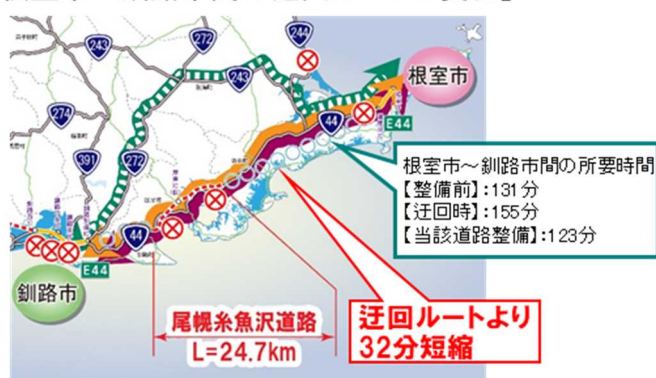 243
272
244
243
根室市
274
44
E44
391
272
根室市～釧路市間の所要時間
【整備前】:131分
【迂回時】:155分
【当該道路整備】:123分
44
E44
釧路市
尾幌糸魚沢道路
L=24.7km
迂回ルートより
32分短縮